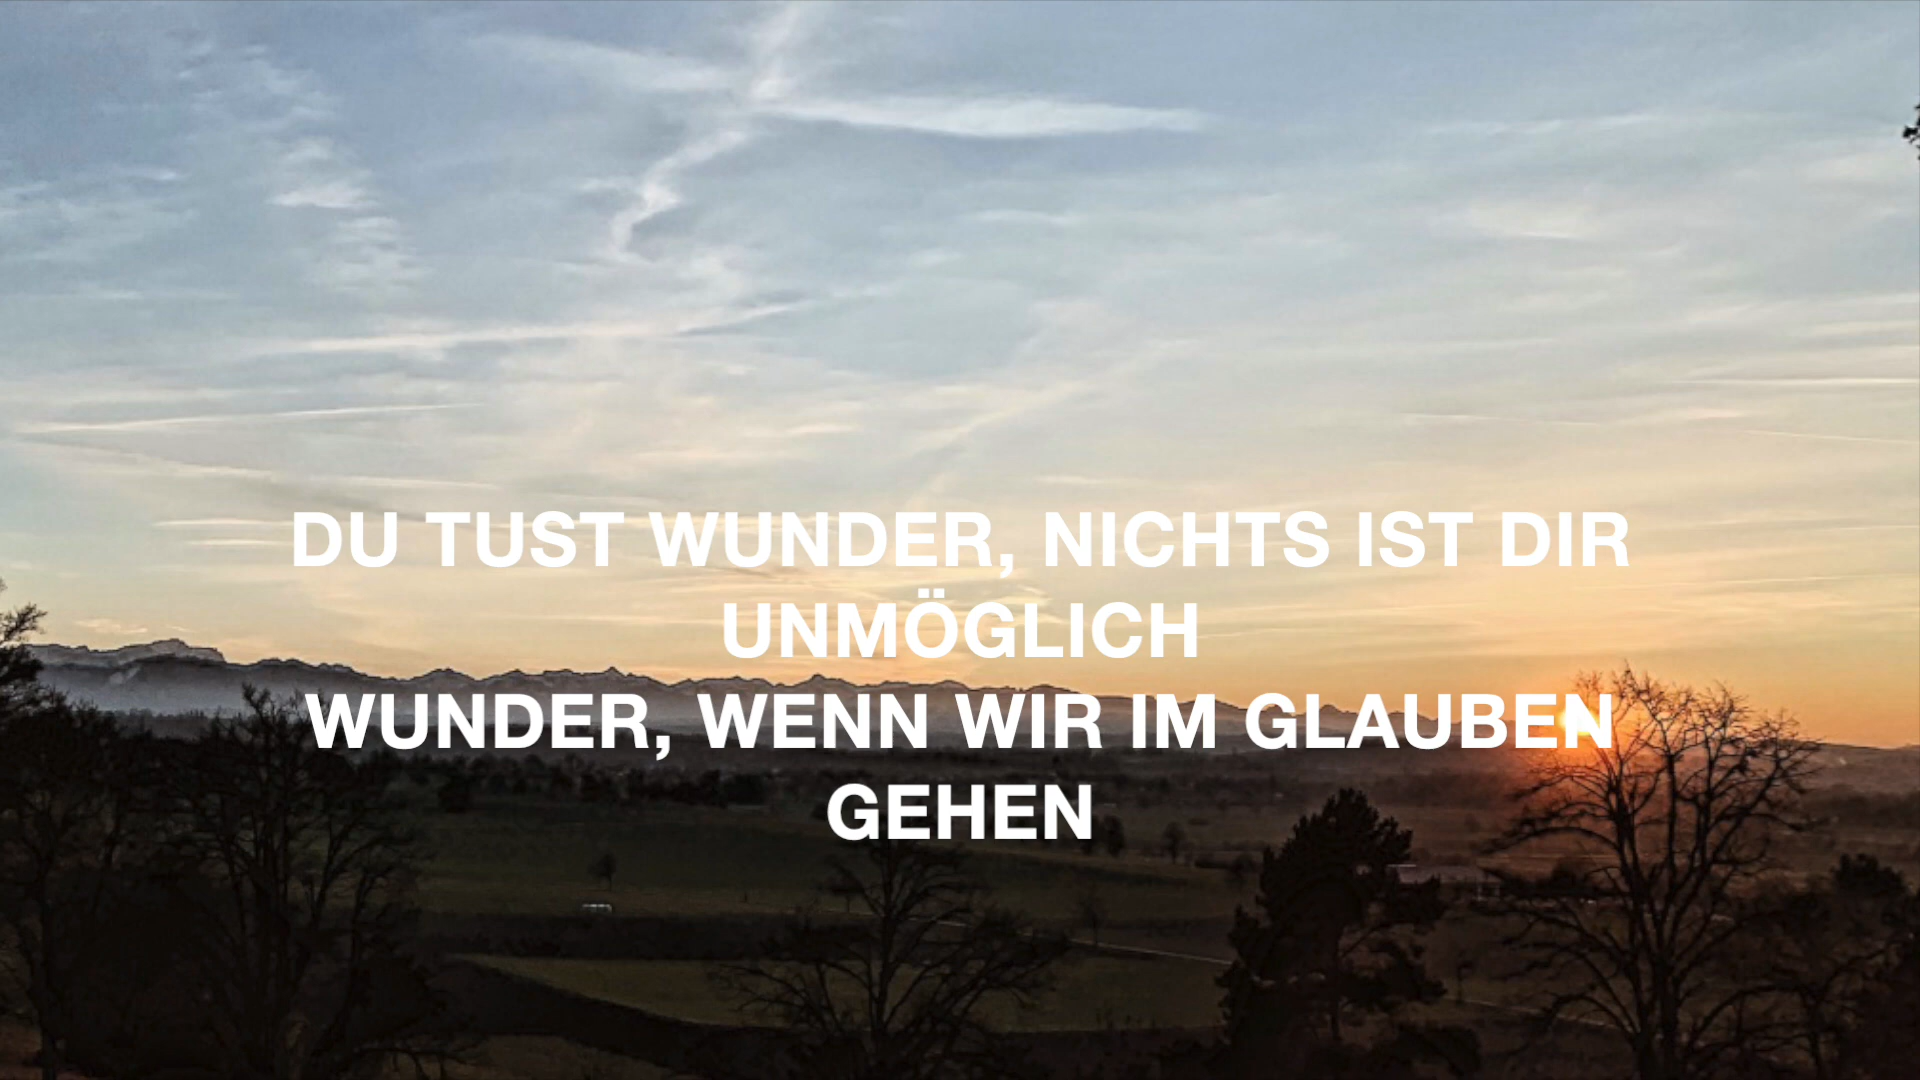 DU TUST WUNDER, NICHTS IST DIR
UNMÖGLICH
WUNDER, WENN WIR IM GLAUBEN
GEHEN